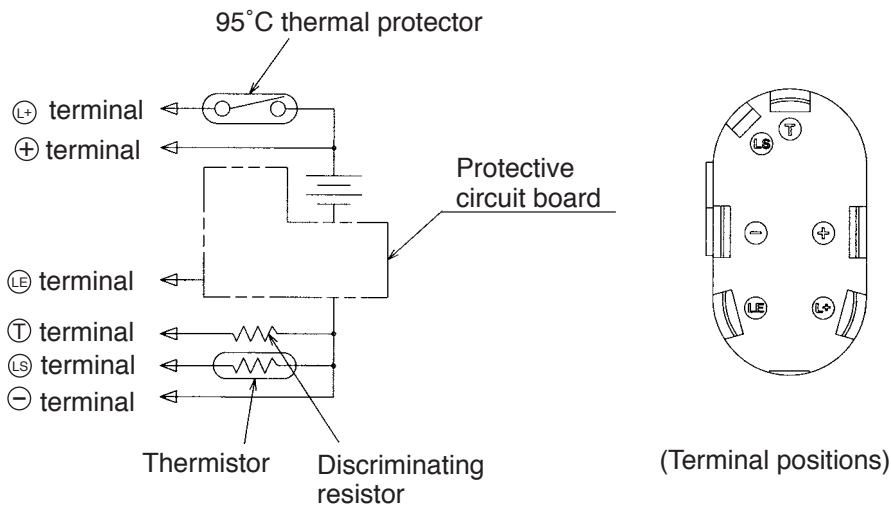 95˚C thermal protector
L+ terminal
+ terminal
Protective
circuit board
LE terminal
T terminal
LS terminal
− terminal
Thermistor
Discriminating
resistor
T
LS
−
+
LE
L+
(Terminal positions)